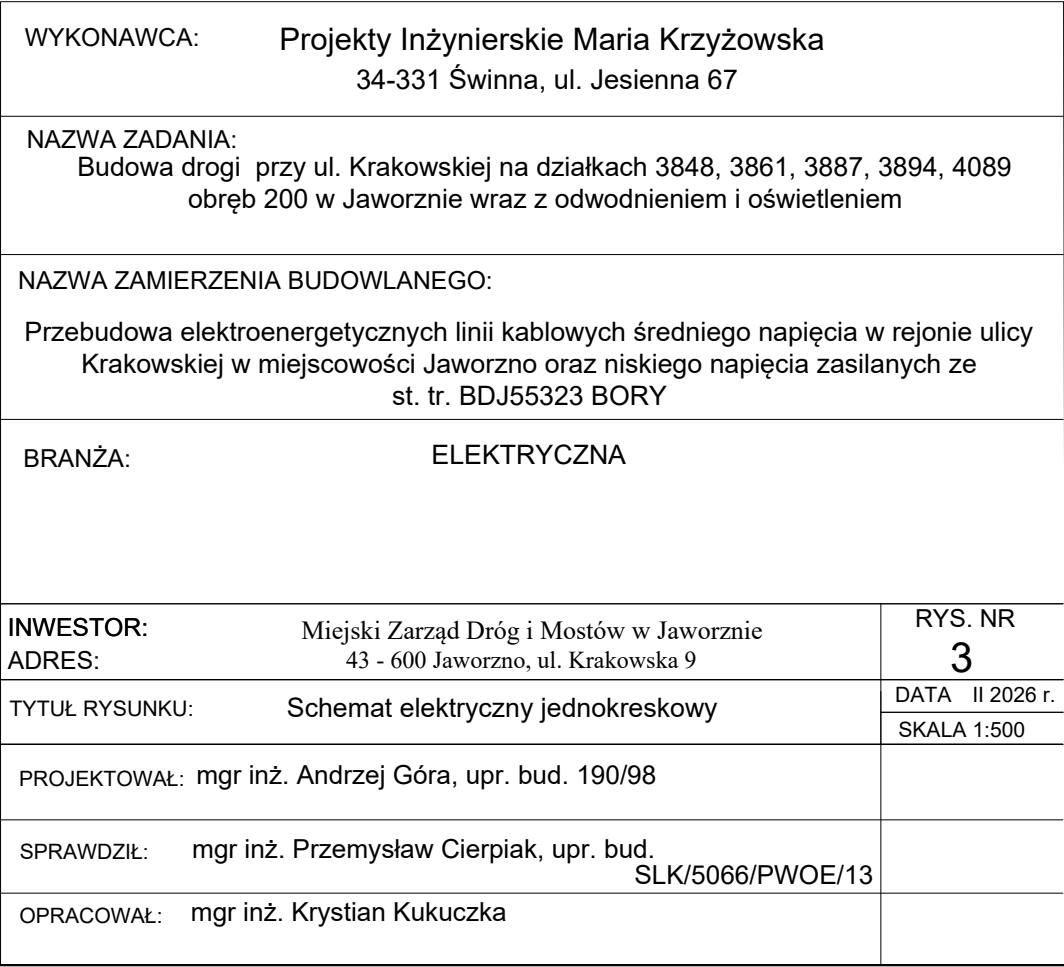 WYKONAWCA: Projekty Inżynierskie Maria Krzyżowska
34-331 Świnna, ul. Jesienna 67
NAZWA ZADANIA:
Budowa drogi przy ul. Krakowskiej na działkach 3848, 3861, 3887, 3894, 4089
obręb 200 w Jaworznie wraz z odwodnieniem i oświetleniem
NAZWA ZAMIERZENIA BUDOWLANEGO:
Przebudowa elektroenergetycznych linii kablowych średniego napięcia w rejonie ulicy
Krakowskiej w miejscowości Jaworzno oraz niskiego napięcia zasilanych ze
st. tr. BDJ55323 BORY
BRANŻA: ELEKTRYCZNA
INWESTOR: Miejski Zarząd Dróg i Mostów w Jaworznie
ADRES: 43 - 600 Jaworzno, ul. Krakowska 9
RYS. NR
3
TYTUŁ RYSUNKU: Schemat elektryczny jednokreskowy
DATA II 2026 r.
SKALA 1:500
PROJEKTOWAŁ: mgr inż. Andrzej Góra, upr. bud. 190/98
SPRAWDZIŁ: mgr inż. Przemysław Cierpiak, upr. bud.
SLK/5066/PWOE/13
OPRACOWAŁ: mgr inż. Krystian Kukuczka